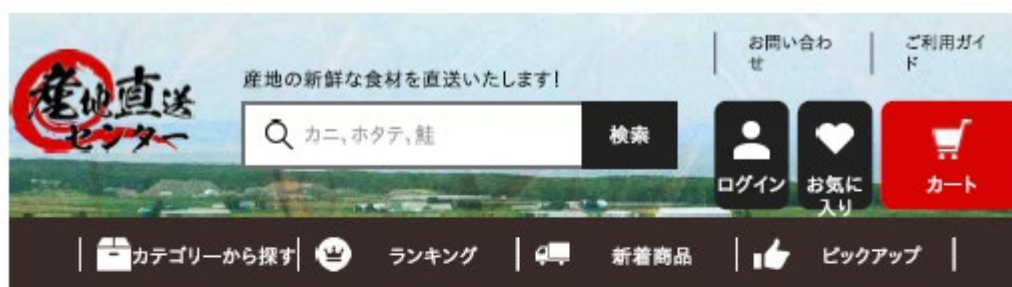 お問い合わ
せ
ご利用ガイ
ド
産地直送
センター
産地の新鮮な食材を直送いたします!
カニ、ホタテ、鮭
検索
ログイン
お気に
入り
カート
カテゴリーから探す
ランキング
新着商品
ピックアップ